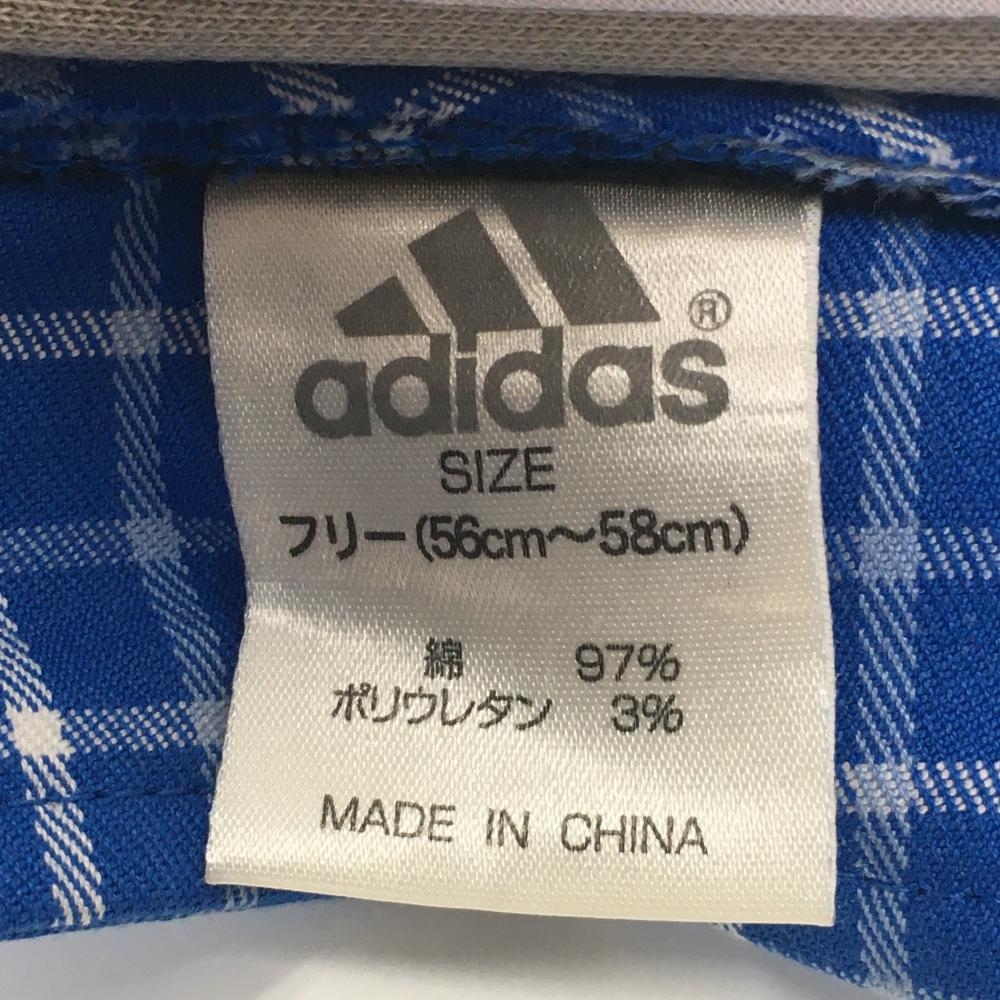 adidas®
SIZE
フリー(56cm～58cm)
綿 97%
ポリウレタン 3%
MADE IN CHINA